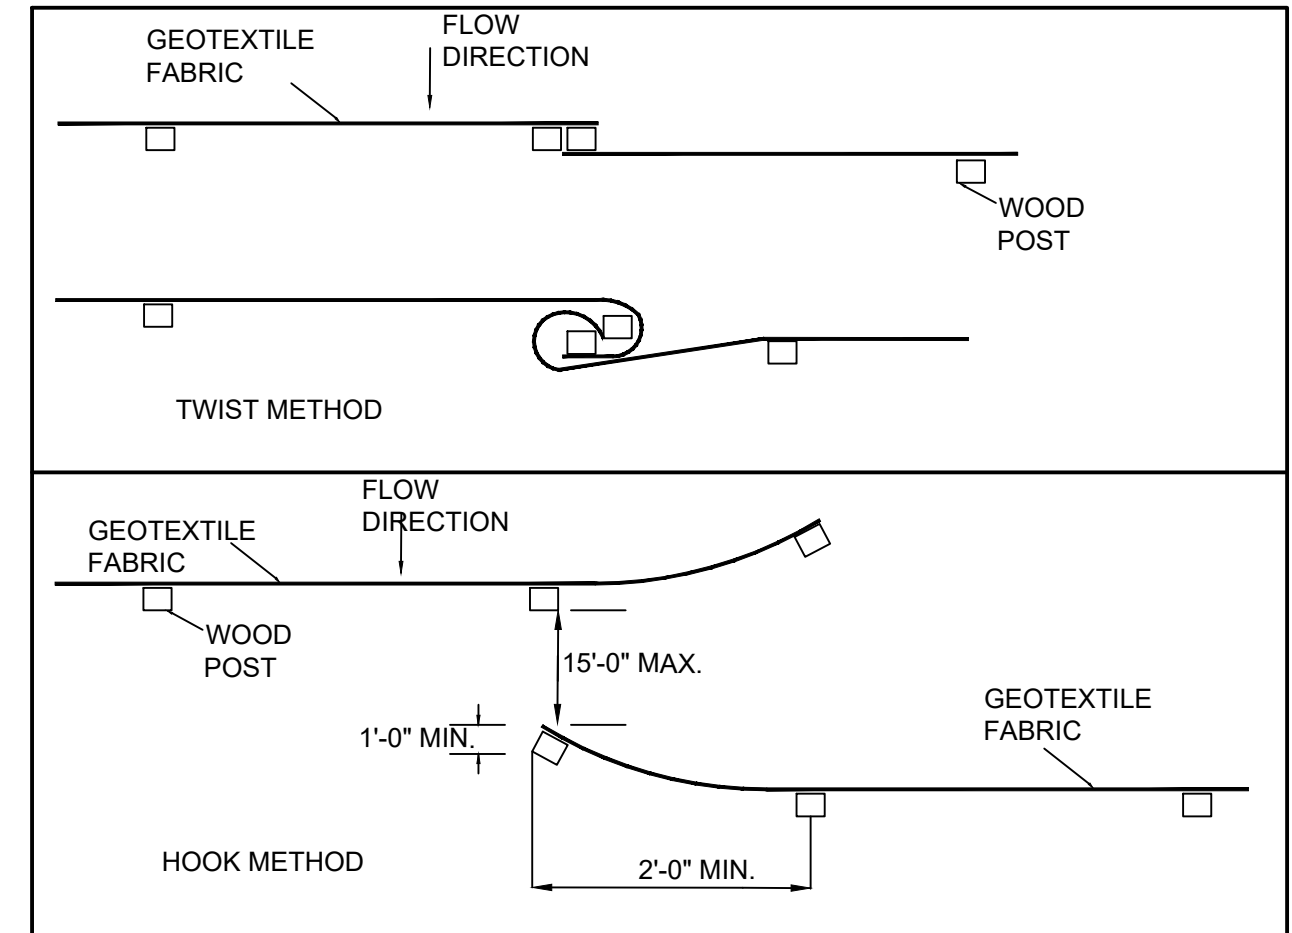 GEOTEXTILE
FABRIC
FLOW
DIRECTION
WOOD
POST
TWIST METHOD
FLOW
DIRECTION
GEOTEXTILE
FABRIC
WOOD
POST
15'-0" MAX.
1'-0" MIN.
GEOTEXTILE
FABRIC
HOOK METHOD
2'-0" MIN.